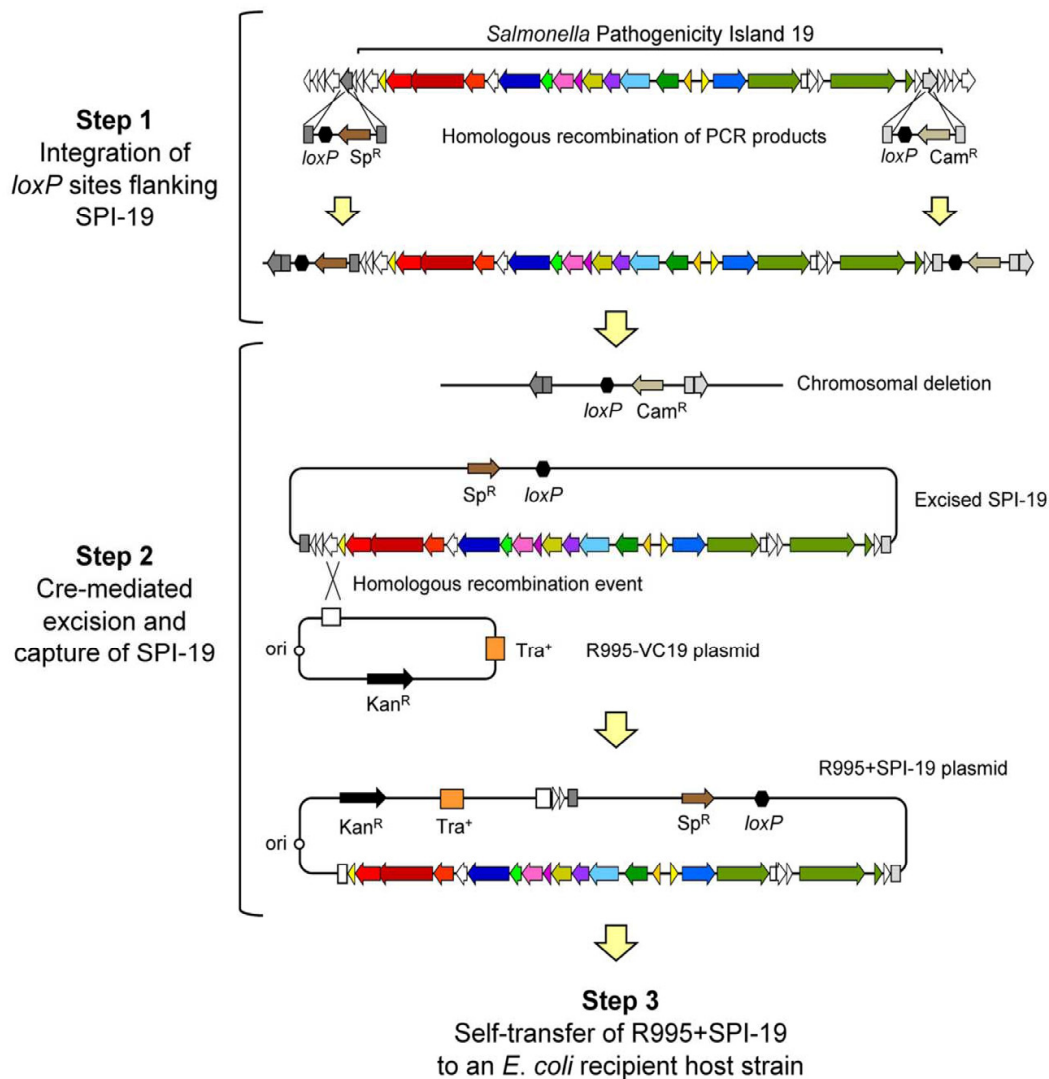 Salmonella Pathogenicity Island 19
Step 1
Integration of
loxP sites flanking
SPI-19
Homologous recombination of PCR products
loxP SpR
loxP CamR
Chromosomal deletion
loxP CamR
SpR loxP
Excised SPI-19
Step 2
Cre-mediated
excision and
capture of SPI-19
Homologous recombination event
ori
Tra+
R995-VC19 plasmid
KanR
R995+SPI-19 plasmid
KanR Tra+ SpR loxP
ori
Step 3
Self-transfer of R995+SPI-19
to an E. coli recipient host strain